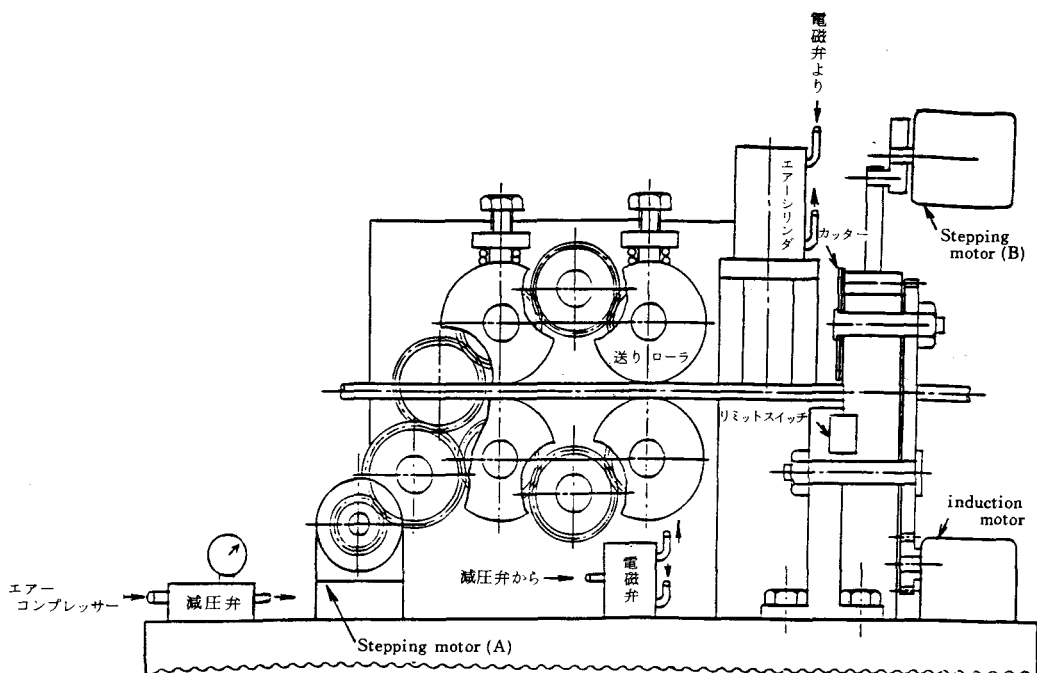 電磁弁より
エアーシリンダ
カッター
Stepping
motor (B)
送りローラ
リミットスイッチ
induction
motor
減圧弁から
電磁弁
エアー
コンプレッサー
減圧弁
Stepping motor (A)